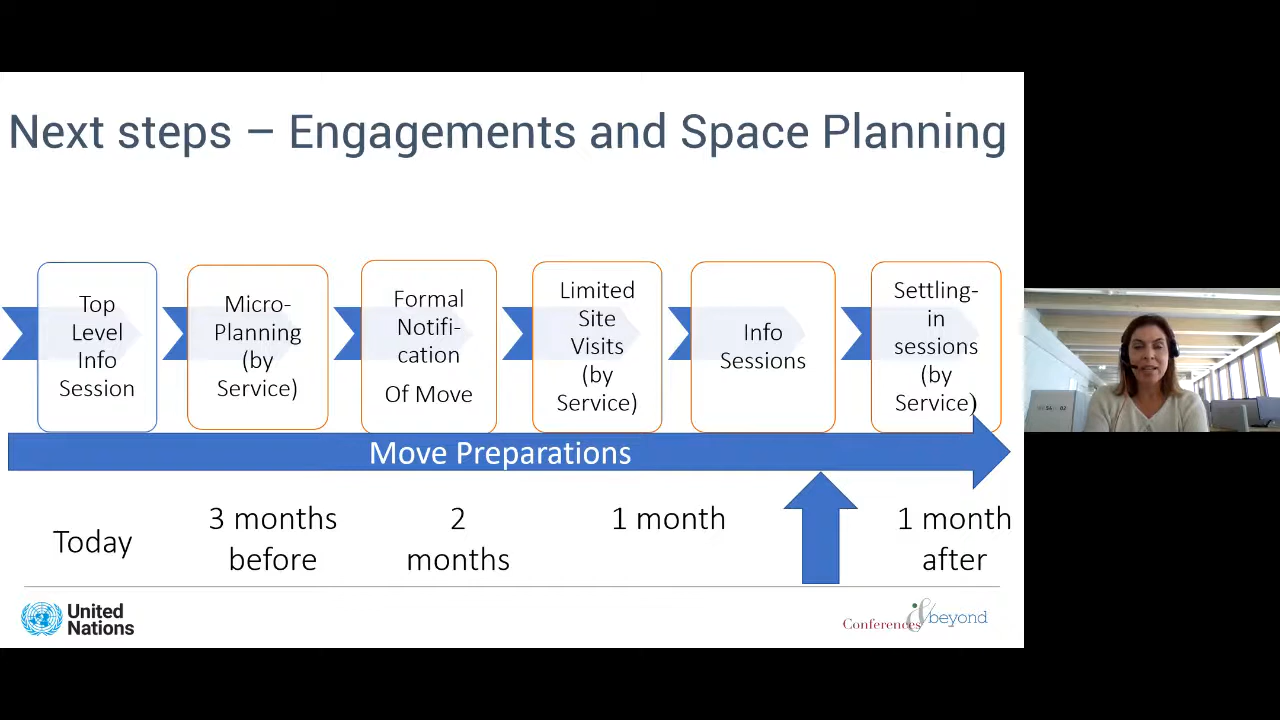 Next steps – Engagements and Space Planning
Top
Level
Info
Session
Micro-
Planning
(by
Service)
Formal
Notifi-
cation
Of Move
Limited
Site
Visits
(by
Service)
Info
Sessions
Settling-
in
sessions
(by
Service)
Move Preparations
Today
3 months
before
2
months
1 month
1 month
after
United
Nations
Conferences & beyond